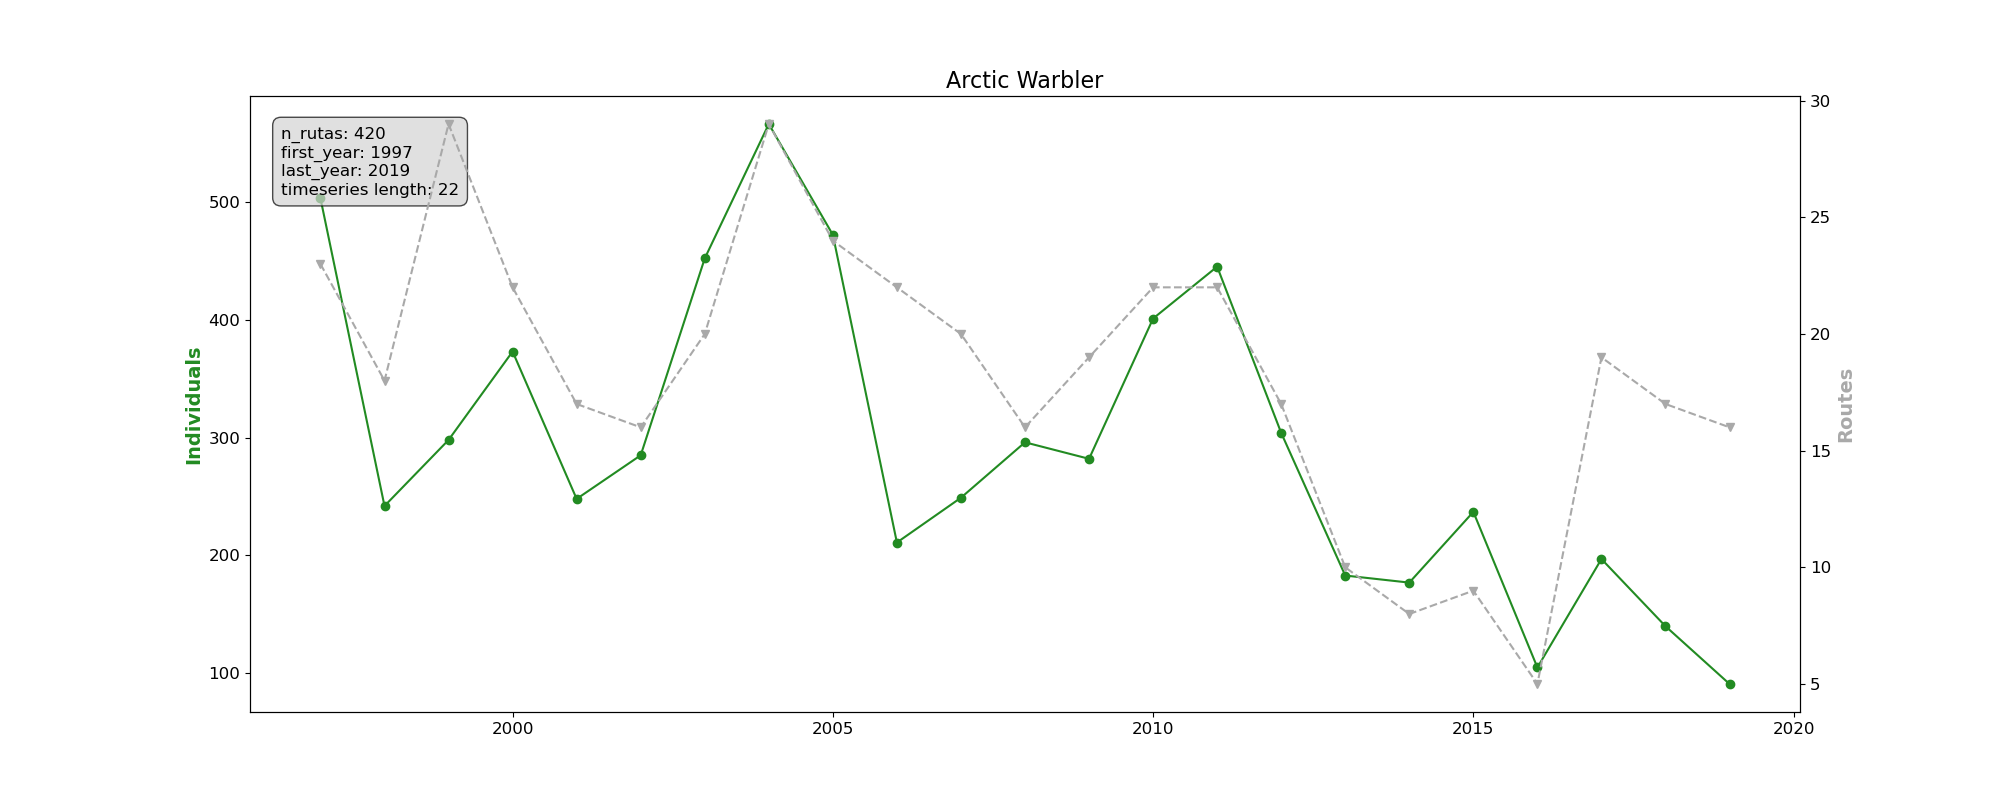 Arctic Warbler
n_rutas: 420
first_year: 1997
last_year: 2019
timeseries length: 22
Individuals
500
400
300
200
100
Routes
30
25
20
15
10
5
2000
2005
2010
2015
2020